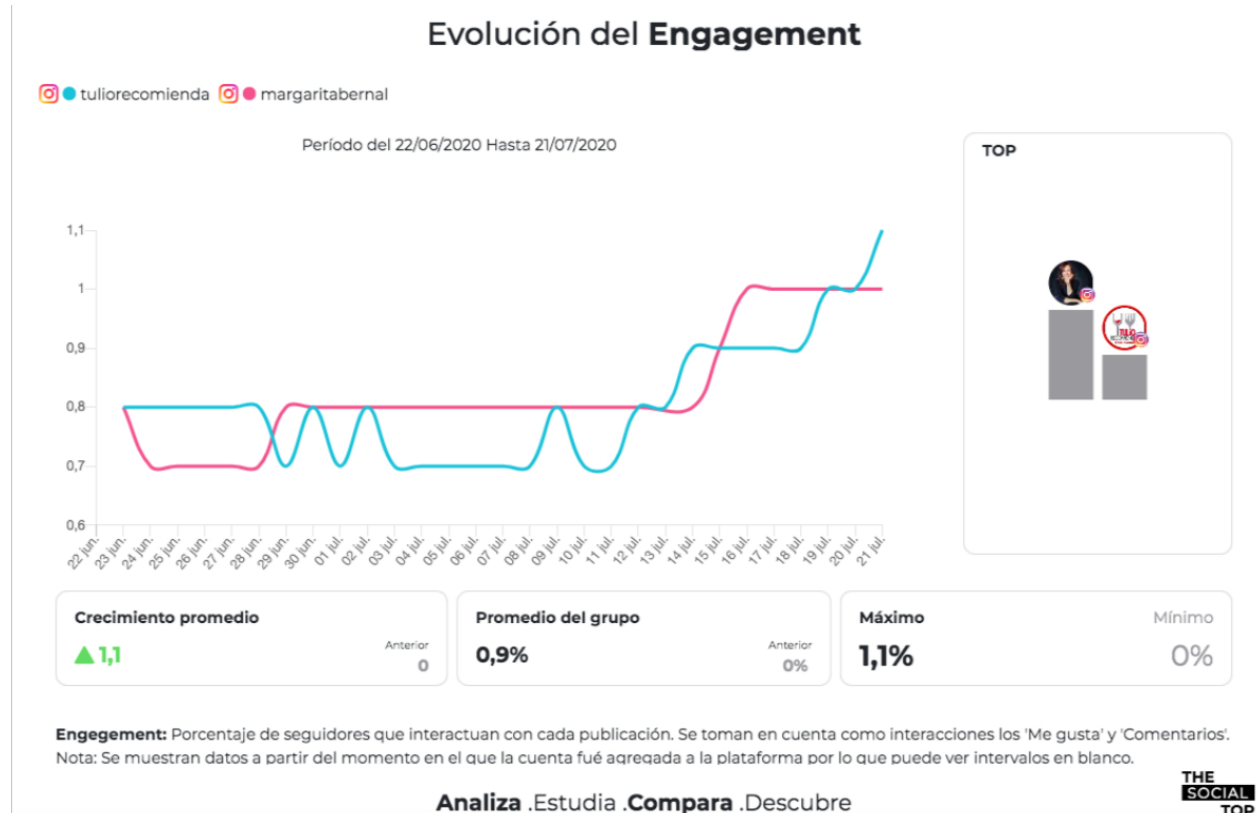 Evolución del Engagement
tuliorecomienda margaritabernal
Período del 22/06/2020 Hasta 21/07/2020
TOP
1,1
1
0,9
0,8
0,7
0,6
22 jun. 23 jun. 24 jun. 25 jun. 26 jun. 27 jun. 28 jun. 29 jun. 30 jun. 01 jul. 02 jul. 03 jul. 04 jul. 05 jul. 06 jul. 07 jul. 08 jul. 09 jul. 10 jul. 11 jul. 12 jul. 13 jul. 14 jul. 15 jul. 16 jul. 17 jul. 18 jul. 19 jul. 20 jul. 21 jul.
Crecimiento promedio
1,1
Anterior
0
Promedio del grupo
0,9%
Anterior
0%
Máximo Mínimo
1,1% 0%
Engegement: Porcentaje de seguidores que interactuan con cada publicación. Se toman en cuenta como interacciones los 'Me gusta' y 'Comentarios'.
Nota: Se muestran datos a partir del momento en el que la cuenta fué agregada a la plataforma por lo que puede ver intervalos en blanco.
Analiza .Estudia .Compara .Descubre
THE
SOCIAL
TOP